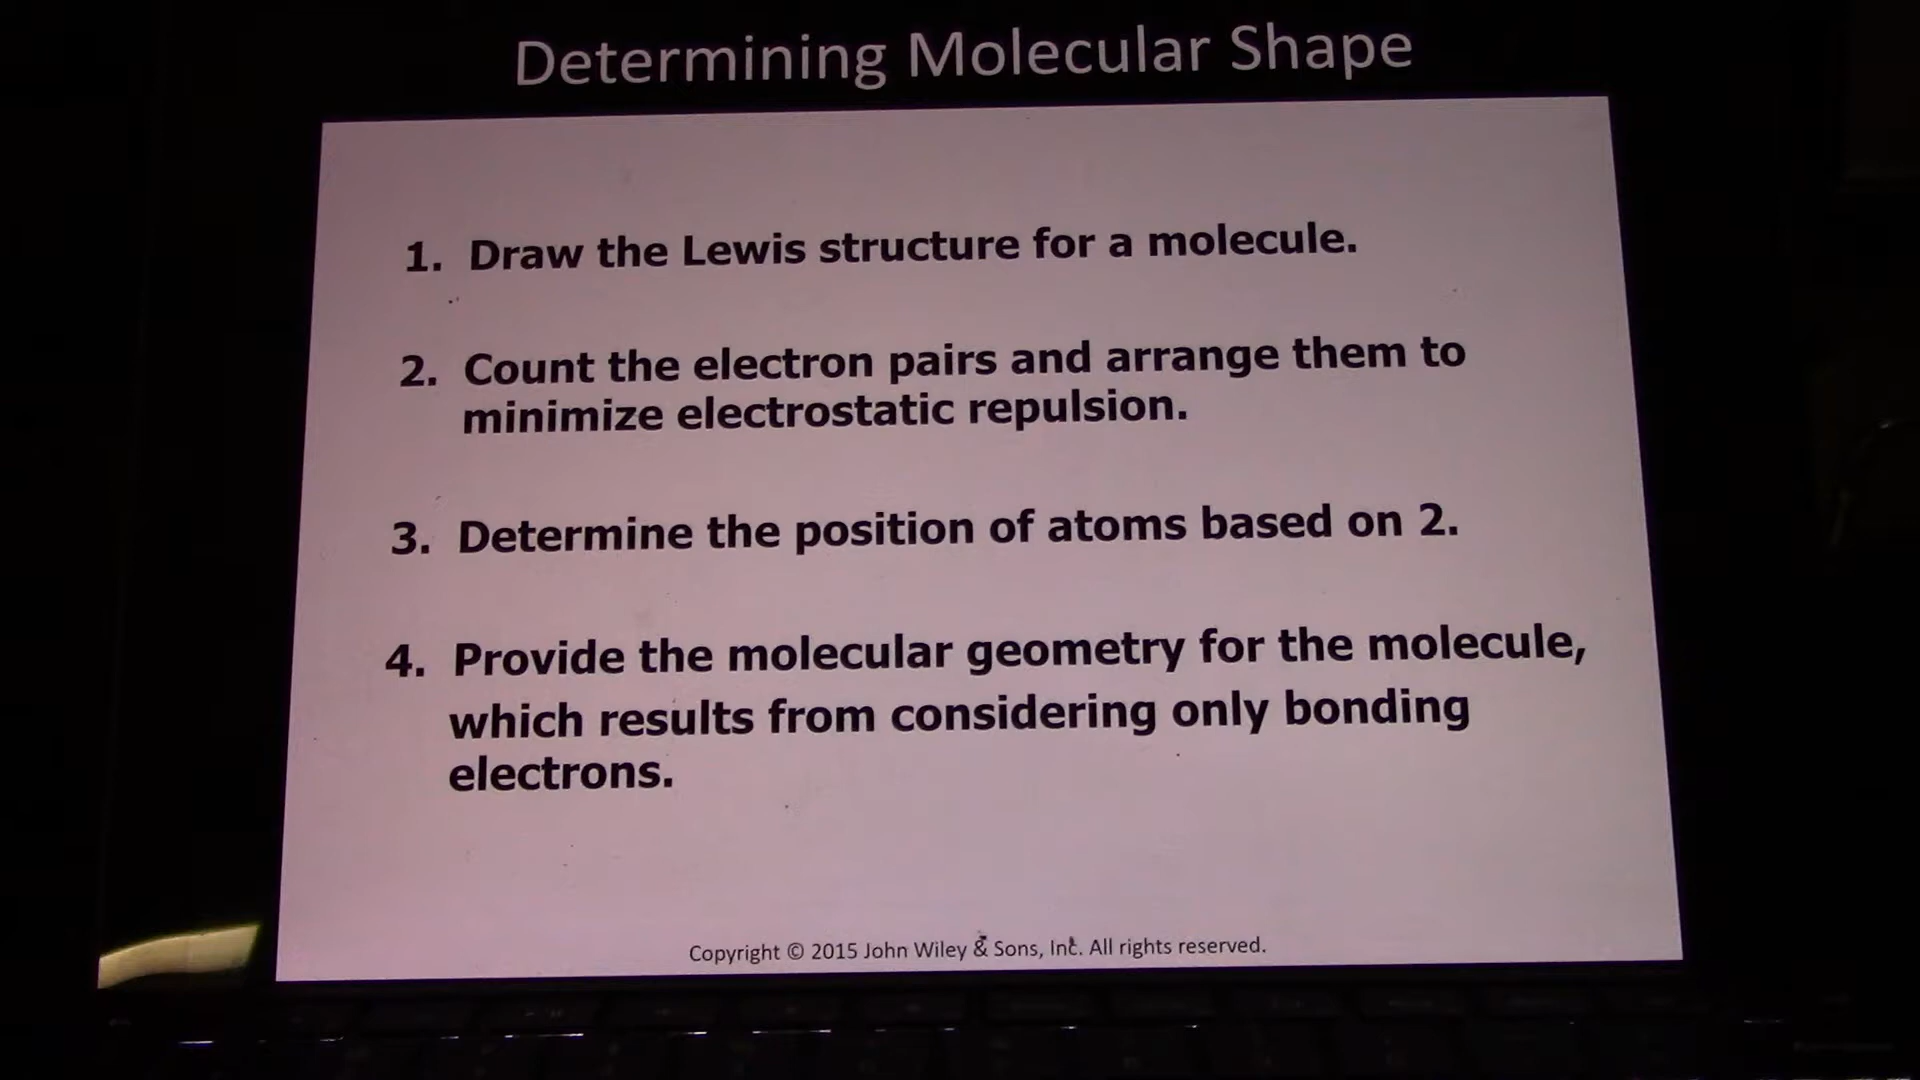 Determining Molecular Shape
1. Draw the Lewis structure for a molecule.
2. Count the electron pairs and arrange them to
minimize electrostatic repulsion.
3. Determine the position of atoms based on 2.
4. Provide the molecular geometry for the molecule,
which results from considering only bonding
electrons.
Copyright © 2015 John Wiley & Sons, Inc. All rights reserved.